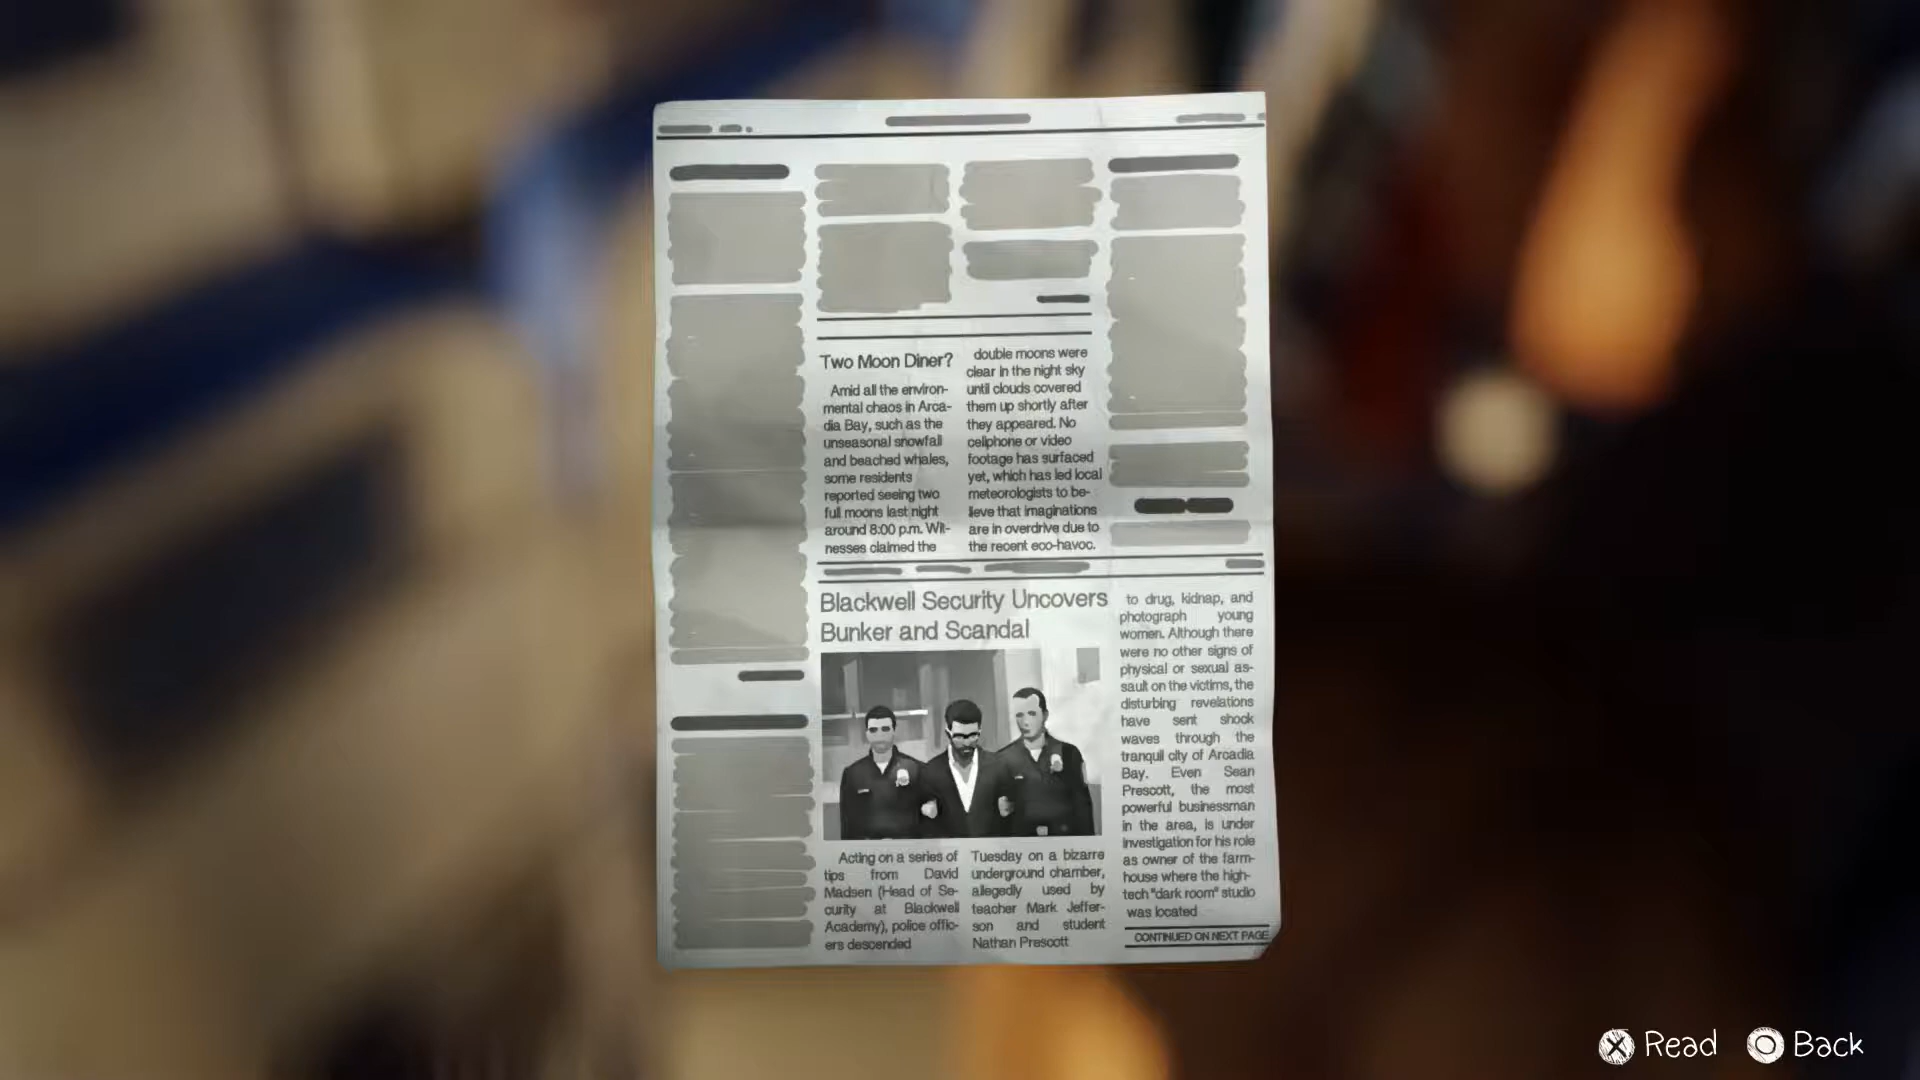 Two Moon Diner?
Amid all the environ-
mental chaos in Arca-
dia Bay, such as the
unseasonal snowfall
and beached whales,
some residents
reported seeing two
full moons last night
around 8:00 p.m. Wit-
nesses claimed the
double moons were
clear in the night sky
until clouds covered
them up shortly after
they appeared. No
cellphone or video
footage has surfaced
yet, which has led local
meteorologists to be-
lieve that imaginations
are in overdrive due to
the recent eco-havoc.
Blackwell Security Uncovers
Bunker and Scandal
Acting on a series of
tips from David
Madsen (Head of Se-
curity at Blackwell
Academy), police offic-
ers descended
Tuesday on a bizarre
underground chamber,
allegedly used by
teacher Mark Jeffer-
son and student
Nathan Prescott
to drug, kidnap, and
photograph young
women. Although there
were no other signs of
physical or sexual as-
sault on the victims, the
disturbing revelations
have sent shock
waves through the
tranquil city of Arcadia
Bay. Even Sean
Prescott, the most
powerful businessman
in the area, is under
investigation for his role
as owner of the farm-
house where the high-
tech "dark room" studio
was located
CONTINUED ON NEXT PAGE
Read
Back